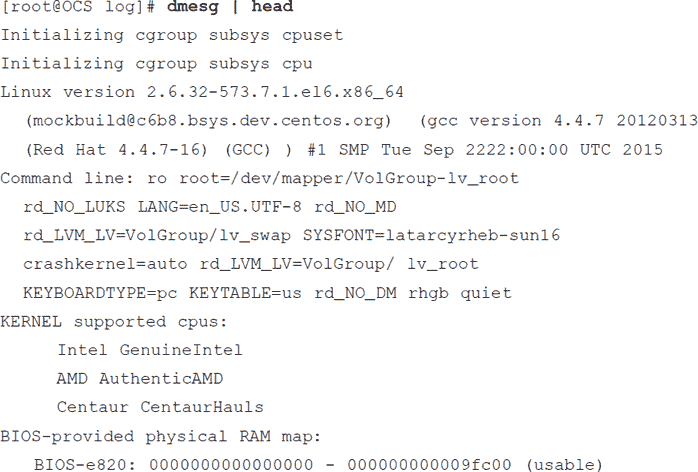 [root@OCS log]# dmesg | head
Initializing cgroup subsys cpuset
Initializing cgroup subsys cpu
Linux version 2.6.32-573.7.1.el6.x86_64
(mockbuild@c6b8.bsys.dev.centos.org) (gcc version 4.4.7 20120313
(Red Hat 4.4.7-16) (GCC) ) #1 SMP Tue Sep 2222:00:00 UTC 2015
Command line: ro root=/dev/mapper/VolGroup-lv_root
rd_NO_LUKS LANG=en_US.UTF-8 rd_NO_MD
rd_LVM_LV=VolGroup/lv_swap SYSFONT=latarcyrheb-sun16
crashkernel=auto rd_LVM_LV=VolGroup/ lv_root
KEYBOARDTYPE=pc KEYTABLE=us rd_NO_DM rhgb quiet
KERNEL supported cpus:
Intel GenuineIntel
AMD AuthenticAMD
Centaur CentaurHauls
BIOS-provided physical RAM map:
BIOS-e820: 0000000000000000 - 000000000009fc00 (usable)